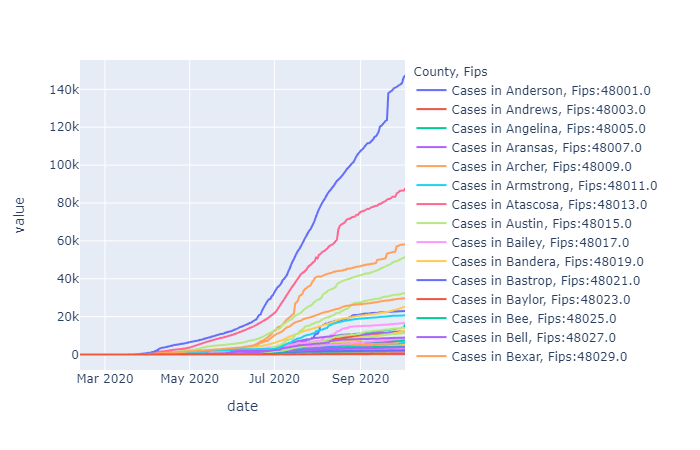 County, Fips
140k
120k
100k
80k
60k
40k
20k
0
value
Mar 2020 May 2020 Jul 2020 Sep 2020
date
Cases in Anderson, Fips:48001.0
Cases in Andrews, Fips:48003.0
Cases in Angelina, Fips:48005.0
Cases in Aransas, Fips:48007.0
Cases in Archer, Fips:48009.0
Cases in Armstrong, Fips:48011.0
Cases in Atascosa, Fips:48013.0
Cases in Austin, Fips:48015.0
Cases in Bailey, Fips:48017.0
Cases in Bandera, Fips:48019.0
Cases in Bastrop, Fips:48021.0
Cases in Baylor, Fips:48023.0
Cases in Bee, Fips:48025.0
Cases in Bell, Fips:48027.0
Cases in Bexar, Fips:48029.0